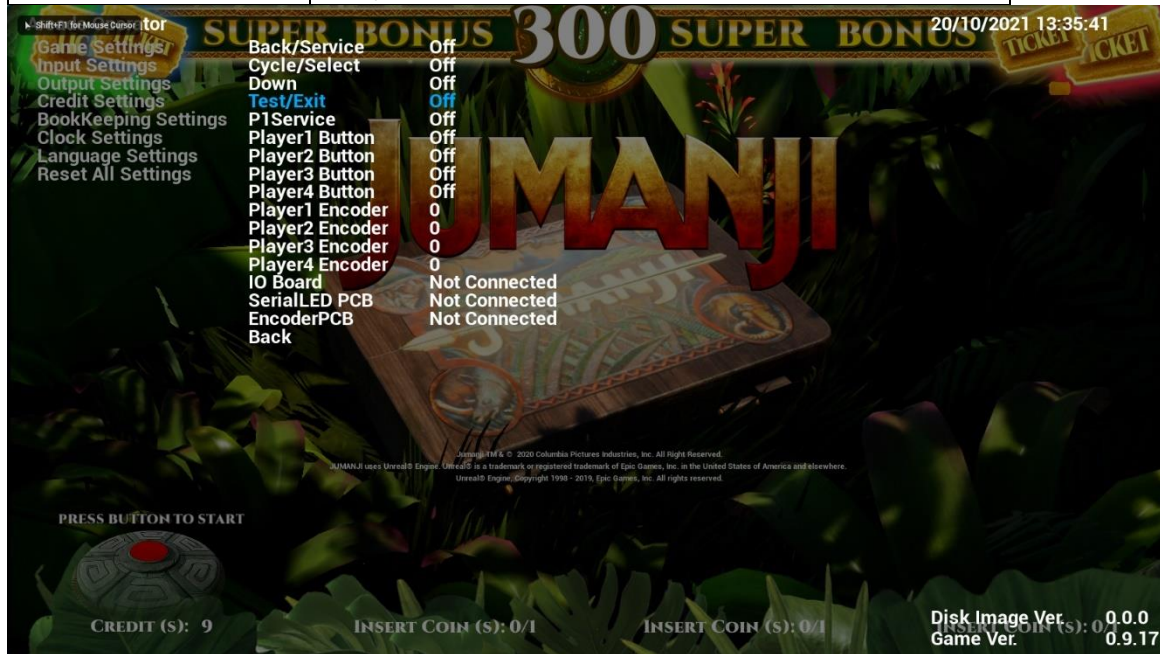 Shift+F1 for Mouse Cursor tor
SUPER BONUS 300 SUPER BONUS
20/10/2021 13:35:41
TICKET
TICKET
Game Settings
Input Settings
Output Settings
Credit Settings
BookKeeping Settings
Clock Settings
Language Settings
Reset All Settings
Back/Service Off
Cycle/Select Off
Down Off
Test/Exit Off
P1Service Off
Player1 Button Off
Player2 Button Off
Player3 Button Off
Player4 Button Off
Player1 Encoder 0
Player2 Encoder 0
Player3 Encoder 0
Player4 Encoder 0
IO Board Not Connected
SerialLED PCB Not Connected
EncoderPCB Not Connected
Back
JUMANJI
JUMANJI
Jumanji TM & © 2020 Columbia Pictures Industries, Inc. All Right Reserved.
JUMANJI uses Unreal® Engine. Unreal® is a trademark or registered trademark of Epic Games, Inc. in the United States of America and elsewhere.
Unreal® Engine, Copyright 1998 - 2019, Epic Games, Inc. All rights reserved.
PRESS BUTTON TO START
CREDIT (S): 9
INSERT COIN (S): 0/1
INSERT COIN (S): 0/1
INSERT COIN (S): 0/1
Disk Image Ver. 0.0.0
Game Ver. 0.9.17